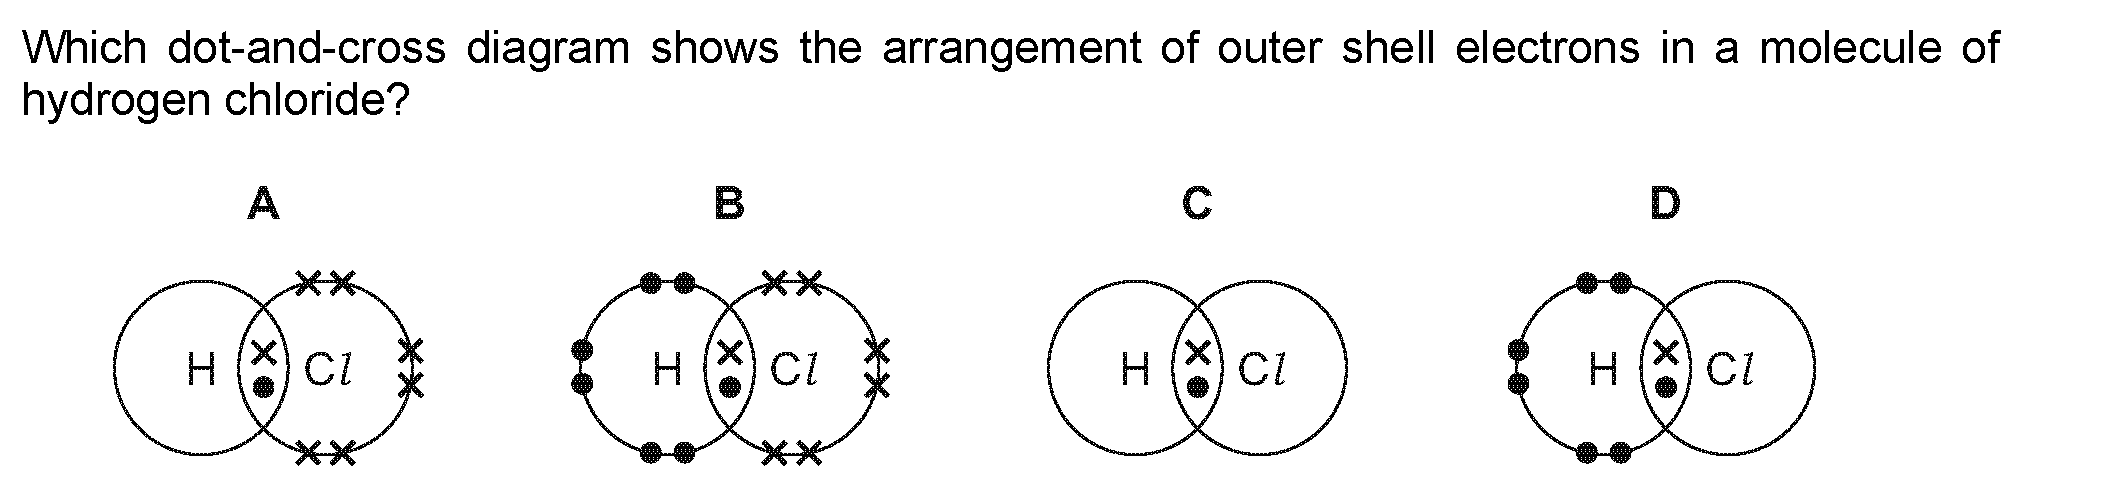 Which dot-and-cross diagram shows the arrangement of outer shell electrons in a molecule of
hydrogen chloride?
A B C D
H Cl H Cl H Cl H Cl